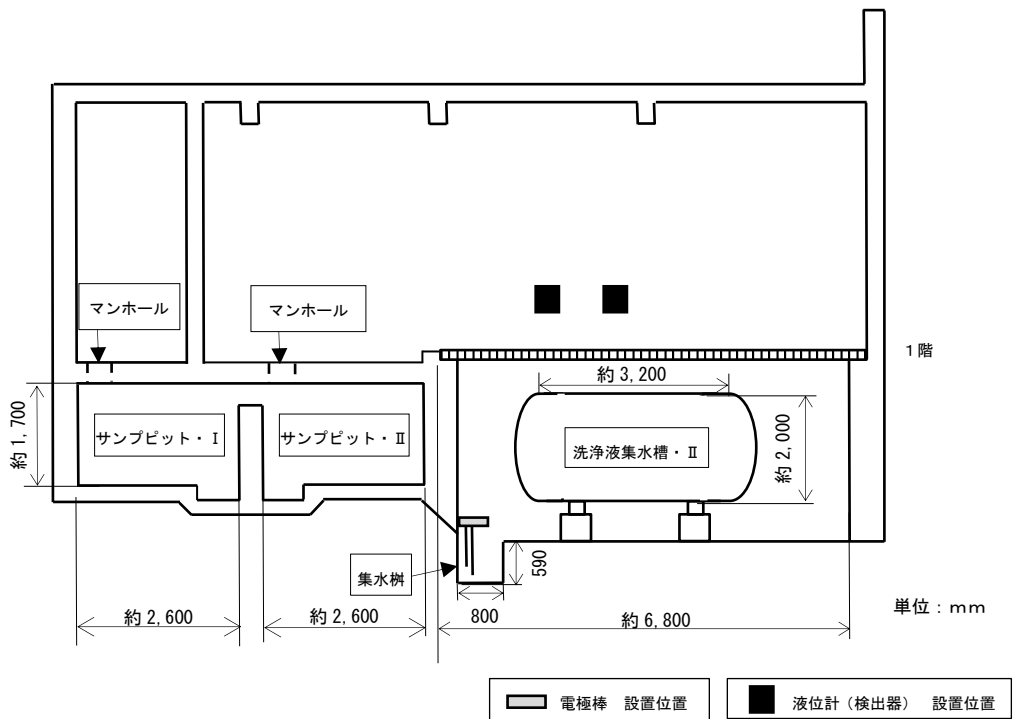 マンホール
マンホール
1階
約3,200
約1,700
サンプピット・Ⅰ
サンプピット・Ⅱ
洗浄液集水槽・Ⅱ
約2,000
集水桝
590
800
約2,600
約2,600
約6,800
単位：mm
電極棒 設置位置
液位計(検出器) 設置位置